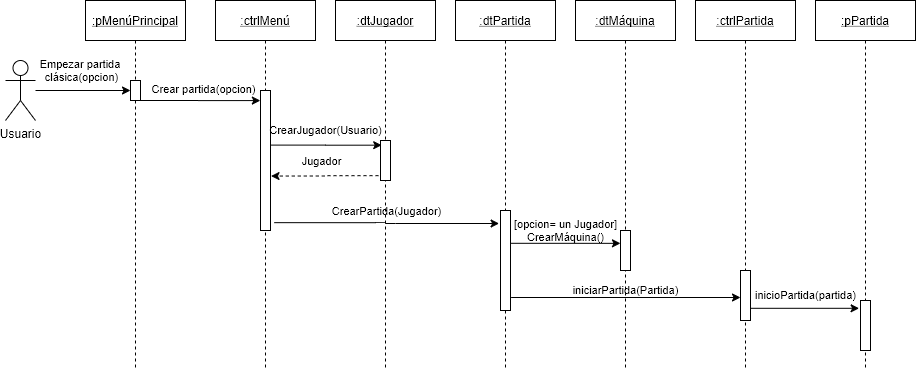 :pMenúPrincipal
:ctrlMenú
:dtJugador
:dtPartida
:dtMáquina
:ctrlPartida
:pPartida
Empezar partida
clásica(opcion)
Usuario
Crear partida(opcion)
CrearJugador(Usuario)
Jugador
CrearPartida(Jugador)
[opcion= un Jugador]
CrearMáquina()
iniciarPartida(Partida)
inicioPartida(partida)